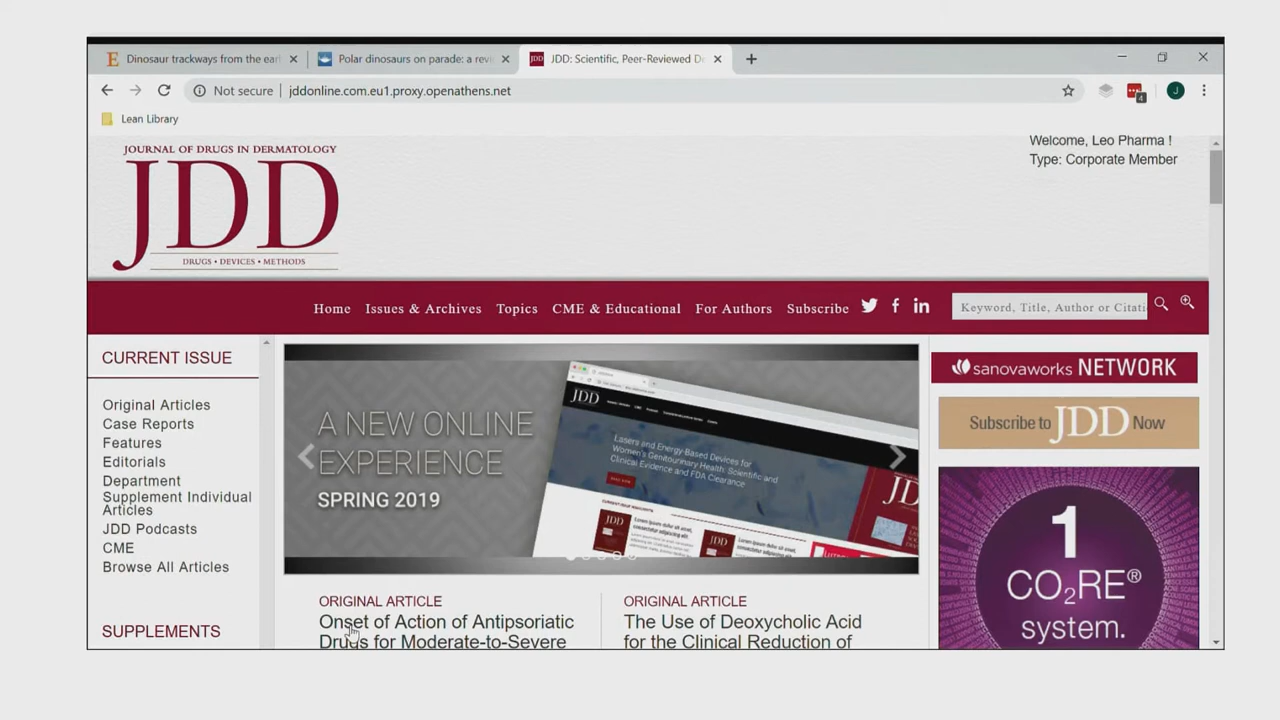 Dinosaur trackways from the earl
Polar dinosaurs on parade: a revi
JDD: Scientific, Peer-Reviewed De
Not secure | jddonline.com.eu1.proxy.openathens.net
4
J
Lean Library
Welcome, Leo Pharma !
Type: Corporate Member
JOURNAL OF DRUGS IN DERMATOLOGY
JDD
DRUGS • DEVICES • METHODS
Home
Issues & Archives
Topics
CME & Educational
For Authors
Subscribe
Keyword, Title, Author or Citati
CURRENT ISSUE
Original Articles
Case Reports
Features
Editorials
Department
Supplement Individual
Articles
JDD Podcasts
CME
Browse All Articles
SUPPLEMENTS
A NEW ONLINE
EXPERIENCE
SPRING 2019
JDD
Lasers and Energy-Based Devices for
Women's Genitourinary Health: Scientific and
Clinical Evidence and FDA Clearance
ORIGINAL ARTICLE
Onset of Action of Antipsoriatic
Drugs for Moderate-to-Severe
ORIGINAL ARTICLE
The Use of Deoxycholic Acid
for the Clinical Reduction of
sanovaworks NETWORK
Subscribe to JDD Now
1
CO₂RE®
system.